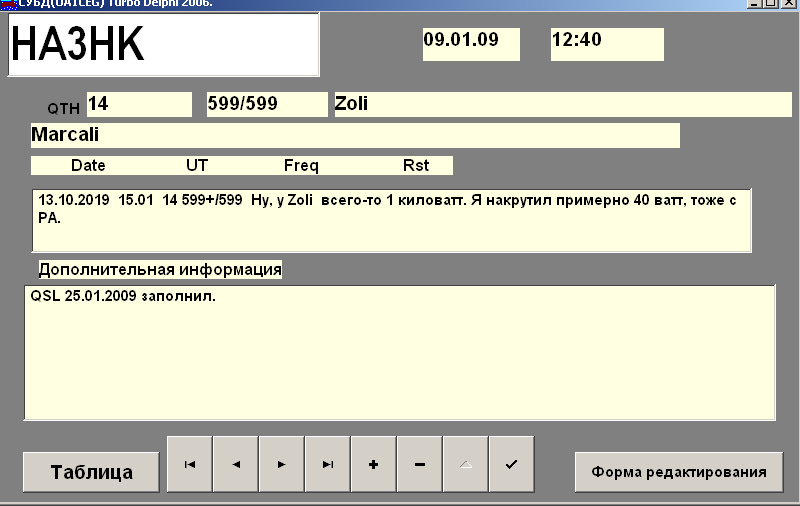 СУБД(UA1CEG) Turbo Delphi 2006.
HA3HK
09.01.09 12:40
QTH 14 599/599 Zoli
Marcali
Date UT Freq Rst
13.10.2019 15.01 14 599+/599 Ну, у Zoli всего-то 1 киловатт. Я накрутил примерно 40 ватт, тоже с
РА.
Дополнительная информация
QSL 25.01.2009 заполнил.
Таблица Форма редактирования